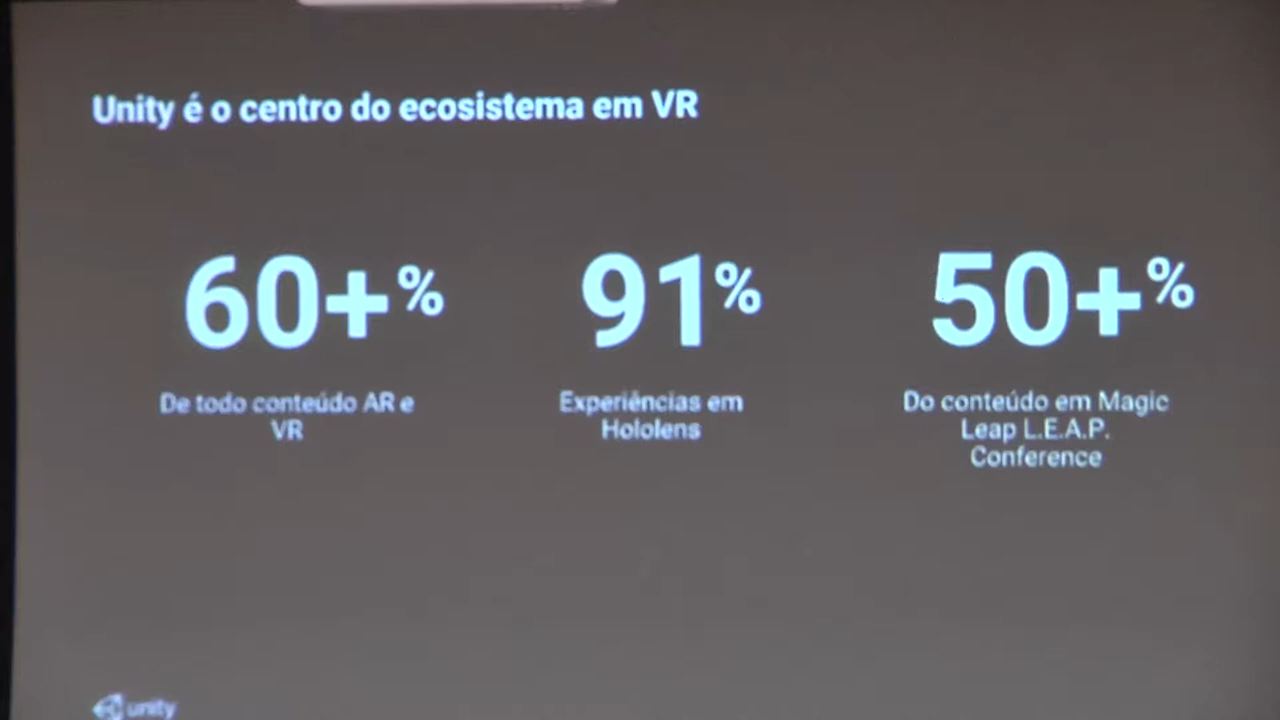 Unity é o centro do ecosistema em VR
60+%
De todo conteúdo AR e
VR
91%
Experiências em
Hololens
50+%
Do conteúdo em Magic
Leap L.E.A.P.
Conference
unity